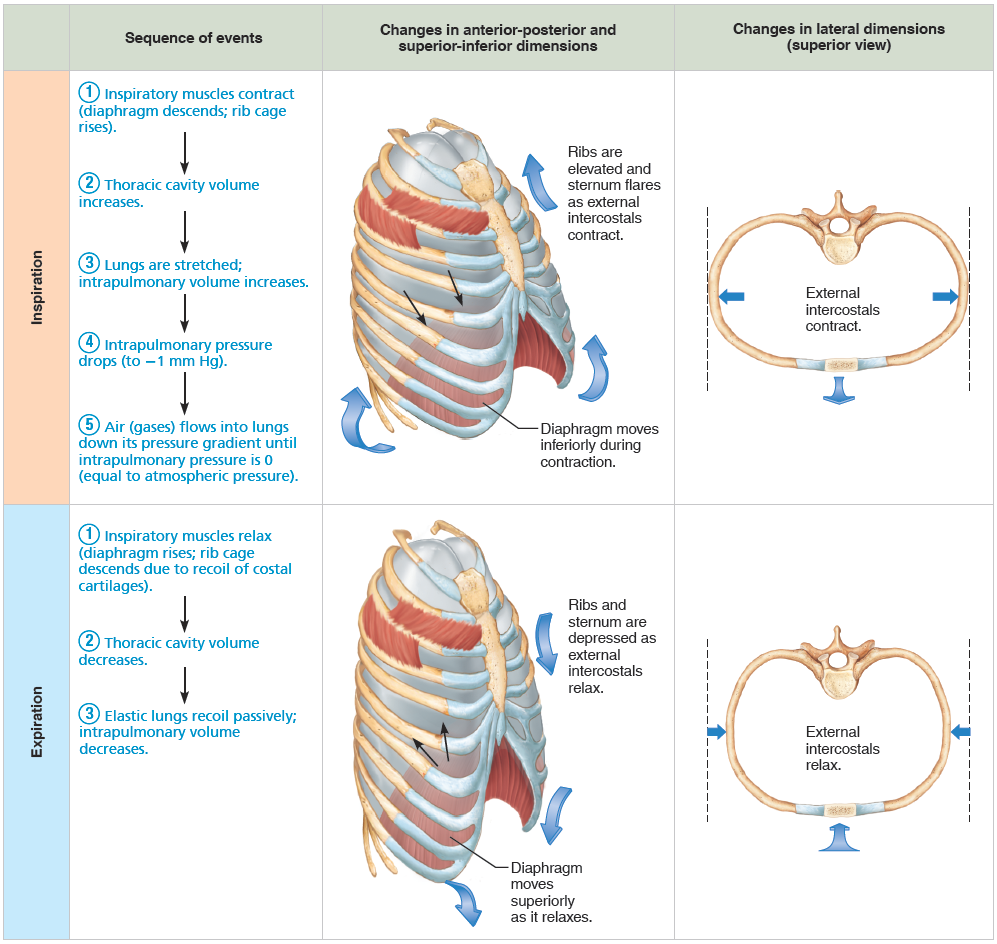 Sequence of events
Changes in anterior-posterior and
superior-inferior dimensions
Changes in lateral dimensions
(superior view)
Inspiration
1 Inspiratory muscles contract
(diaphragm descends; rib cage
rises).
2 Thoracic cavity volume
increases.
3 Lungs are stretched;
intrapulmonary volume increases.
4 Intrapulmonary pressure
drops (to –1 mm Hg).
5 Air (gases) flows into lungs
down its pressure gradient until
intrapulmonary pressure is 0
(equal to atmospheric pressure).
Ribs are
elevated and
sternum flares
as external
intercostals
contract.
Diaphragm moves
inferiorly during
contraction.
External
intercostals
contract.
Expiration
1 Inspiratory muscles relax
(diaphragm rises; rib cage
descends due to recoil of costal
cartilages).
2 Thoracic cavity volume
decreases.
3 Elastic lungs recoil passively;
intrapulmonary volume
decreases.
Ribs and
sternum are
depressed as
external
intercostals
relax.
Diaphragm
moves
superiorly
as it relaxes.
External
intercostals
relax.